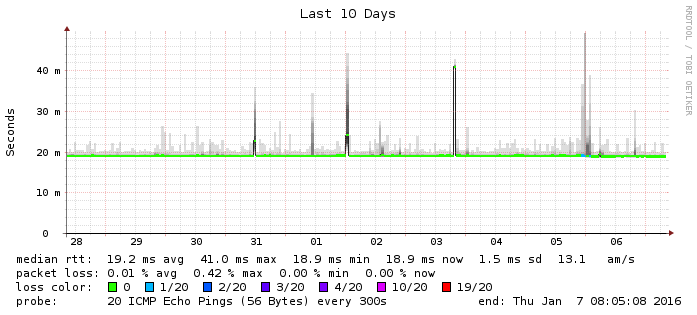 Last 10 Days
RRDTOOL / TOBI OETIKER
Seconds
40 m
30 m
20 m
10 m
0
28 29 30 31 01 02 03 04 05 06
median rtt: 19.2 ms avg 41.0 ms max 18.9 ms min 18.9 ms now 1.5 ms sd 13.1 am/s
packet loss: 0.01 % avg 0.42 % max 0.00 % min 0.00 % now
loss color: 0 1/20 2/20 3/20 4/20 10/20 19/20
probe: 20 ICMP Echo Pings (56 Bytes) every 300s end: Thu Jan 7 08:05:08 2016